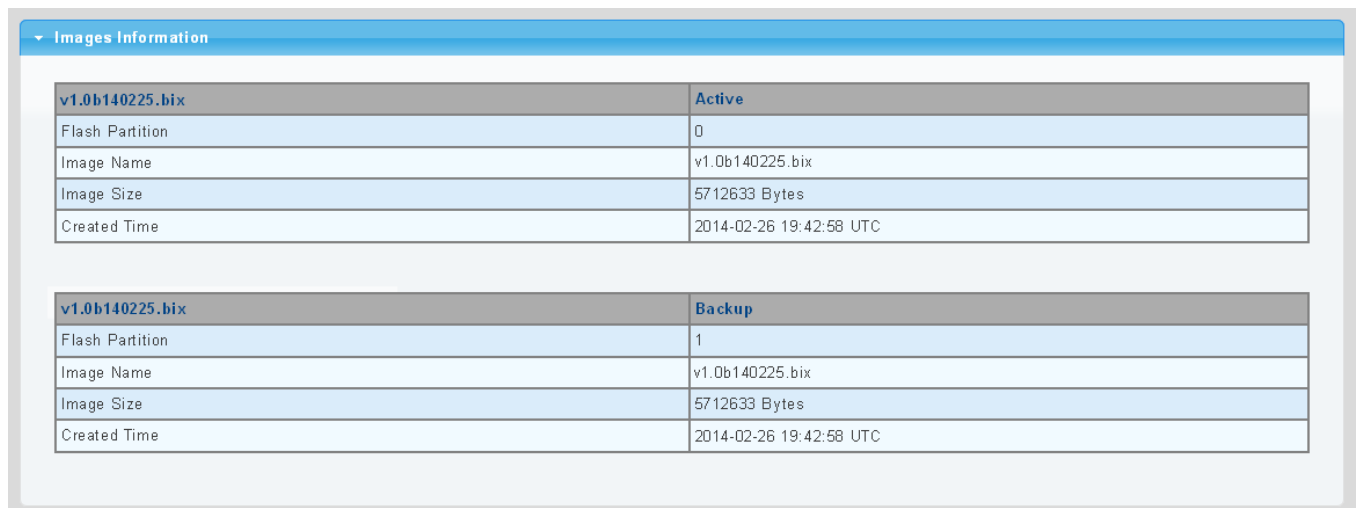 Images Information
v1.0b140225.bix Active
Flash Partition 0
Image Name v1.0b140225.bix
Image Size 5712633 Bytes
Created Time 2014-02-26 19:42:58 UTC
v1.0b140225.bix Backup
Flash Partition 1
Image Name v1.0b140225.bix
Image Size 5712633 Bytes
Created Time 2014-02-26 19:42:58 UTC